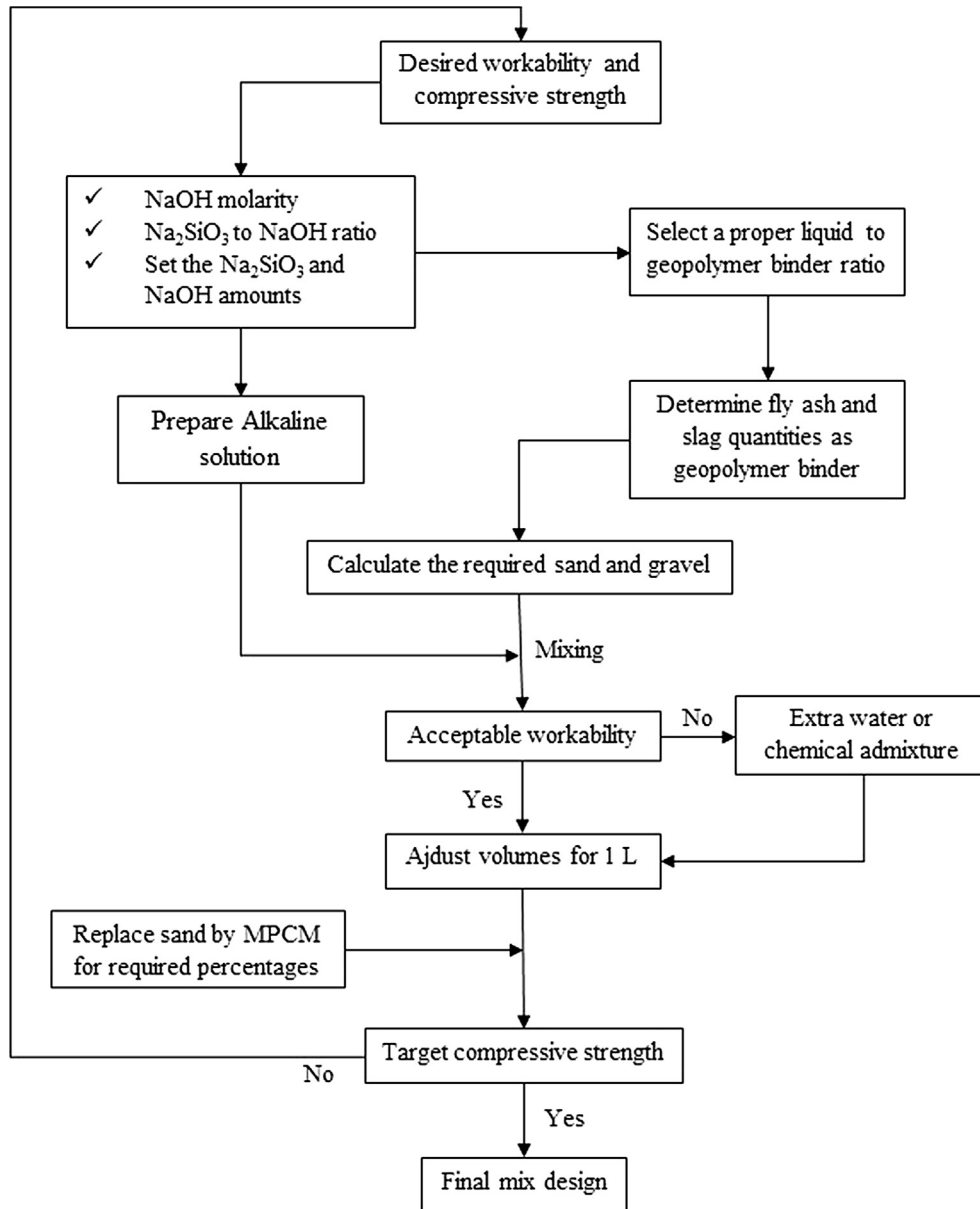 Desired workability and
compressive strength
✓ NaOH molarity
✓ Na₂SiO₃ to NaOH ratio
✓ Set the Na₂SiO₃ and
NaOH amounts
Select a proper liquid to
geopolymer binder ratio
Prepare Alkaline
solution
Determine fly ash and
slag quantities as
geopolymer binder
Calculate the required sand and gravel
Mixing
Acceptable workability
No
Extra water or
chemical admixture
Yes
Ajdust volumes for 1 L
Replace sand by MPCM
for required percentages
Target compressive strength
No
Yes
Final mix design